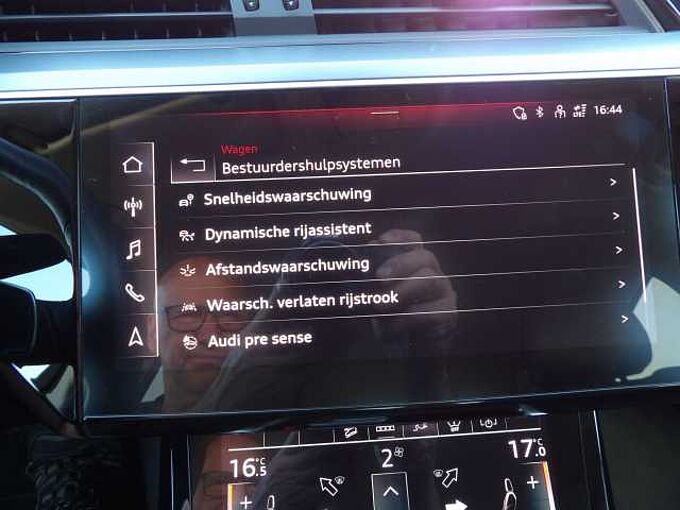 16:44
Wagen
Bestuurdershulpsystemen
Snelheidswaarschuwing
Dynamische rijassistent
Afstandswaarschuwing
Waarsch. verlaten rijstrook
Audi pre sense
16.5 °C
2
17.0 °C